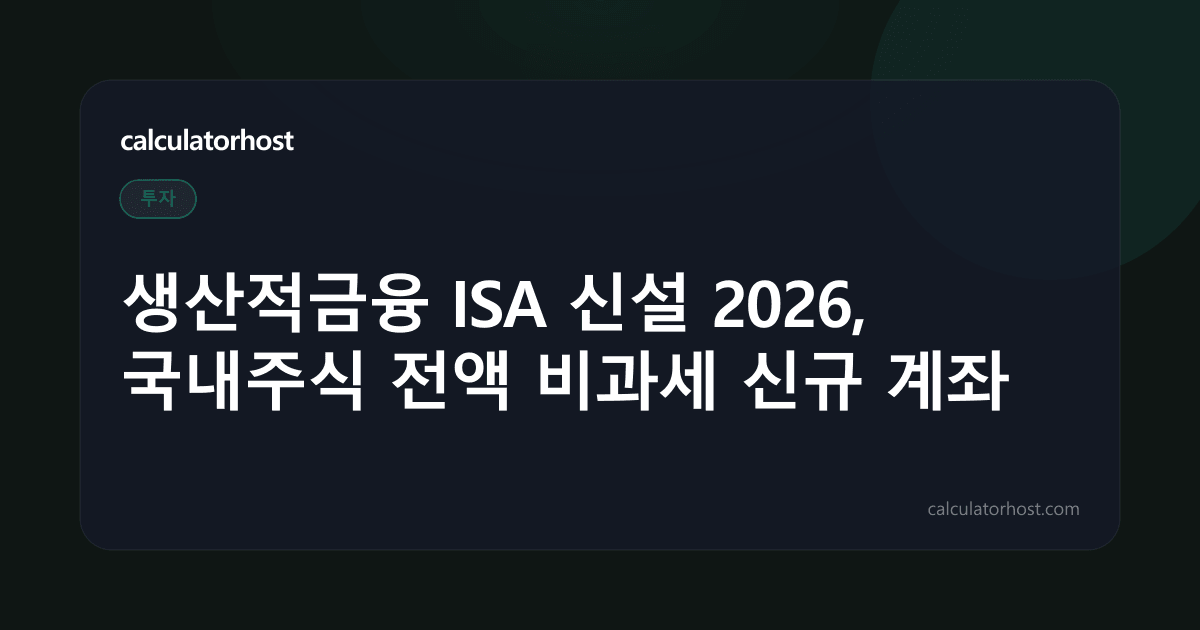 calculatorhost
투자
생산적금융 ISA 신설 2026,
국내주식 전액 비과세 신규 계좌
calculatorhost.com